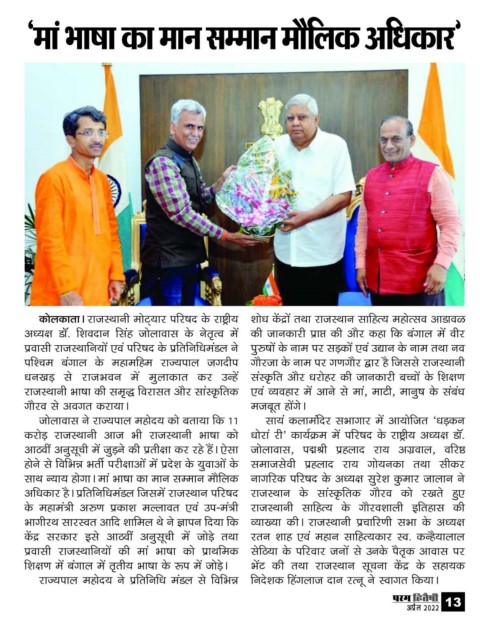 ‘मां भाषा का मान सम्मान मौलिक अधिकार’
कोलकाता। राजस्थानी मोट्यार परिषद के राष्ट्रीय
अध्यक्ष डॉ. शिवदान सिंह जोलावास के नेतृत्व में
प्रवासी राजस्थानियों एवं परिषद के प्रतिनिधिमंडल ने
पश्चिम बंगाल के महामहिम राज्यपाल जगदीप
धनखड़ से राजभवन में मुलाकात कर उन्हें
राजस्थानी भाषा की समृद्ध विरासत और सांस्कृतिक
गौरव से अवगत कराया।
जोलावास ने राज्यपाल महोदय को बताया कि 11
करोड़ राजस्थानी आज भी राजस्थानी भाषा को
आठवीं अनुसूची में जुड़ने की प्रतीक्षा कर रहे हैं। ऐसा
होने से विभिन्न भर्ती परीक्षाओं में प्रदेश के युवाओं के
साथ न्याय होगा। मां भाषा का मान सम्मान मौलिक
अधिकार है। प्रतिनिधिमंडल जिसमें राजस्थान परिषद
के महामंत्री अरुण प्रकाश मल्लावत एवं उप-मंत्री
भागीरथ सारस्वत आदि शामिल थे ने ज्ञापन दिया कि
केंद्र सरकार इसे आठवीं अनुसूची में जोड़े तथा
प्रवासी राजस्थानियों की मां भाषा को प्राथमिक
शिक्षण में बंगाल में तृतीय भाषा के रूप में जोड़े।
राज्यपाल महोदय ने प्रतिनिधि मंडल से विभिन्न
शोध केंद्रों तथा राजस्थान साहित्य महोत्सव आडावळ
की जानकारी प्राप्त की और कहा कि बंगाल में वीर
पुरुषों के नाम पर सड़कों एवं उद्यान के नाम तथा नव
गौरजा के नाम पर गणगौर द्वार है जिससे राजस्थानी
संस्कृति और धरोहर की जानकारी बच्चों के शिक्षण
एवं व्यवहार में आने से मां, माटी, मानुष के संबंध
मजबूत होंगे।
सायं कलामंदिर सभागार में आयोजित ‘धड़कन
धोरां री’ कार्यक्रम में परिषद के राष्ट्रीय अध्यक्ष डॉ.
जोलावास, पद्मश्री प्रहलाद राय अग्रवाल, वरिष्ठ
समाजसेवी प्रहलाद राय गोयनका तथा सीकर
नागरिक परिषद के अध्यक्ष सुरेश कुमार जालान ने
राजस्थान के सांस्कृतिक गौरव को रखते हुए
राजस्थानी साहित्य के गौरवशाली इतिहास की
व्याख्या की। राजस्थानी प्रचारिणी सभा के अध्यक्ष
रतन शाह एवं महान साहित्यकार स्व. कन्हैयालाल
सेठिया के परिवार जनों से उनके पैतृक आवास पर
भेंट की तथा राजस्थान सूचना केंद्र के सहायक
निदेशक हिंगलाज दान रत्नू ने स्वागत किया।
परम हितैषी
अप्रैल 2022 13